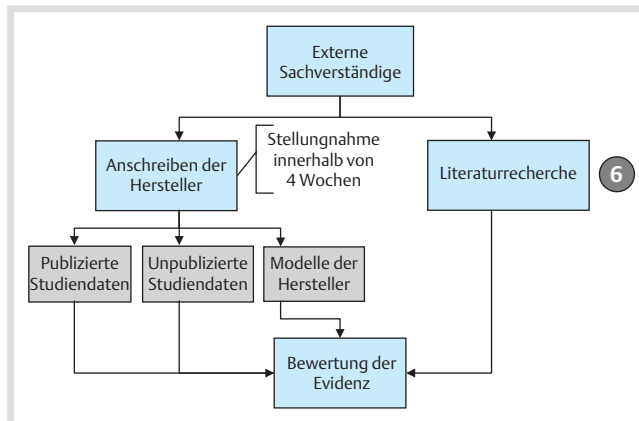 Externe
Sachverständige
Anschreiben der
Hersteller
Stellungnahme
innerhalb von
4 Wochen
Literaturrecherche
6
Publizierte
Studiendaten
Unpublizierte
Studiendaten
Modelle der
Hersteller
Bewertung der
Evidenz